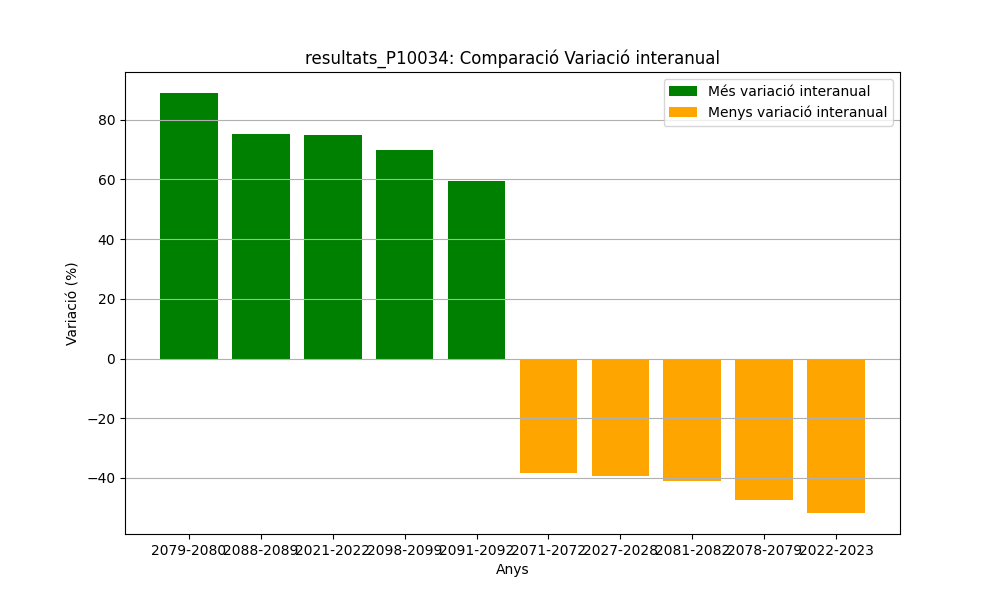 resultats_P10034: Comparació Variació interanual
Més variació interanual
Menys variació interanual
Variació (%)
80
60
40
20
0
−20
−40
2079-2080 2088-2089 2021-2022 2098-2099 2091-2092 2071-2072 2027-2028 2081-2082 2078-2079 2022-2023
Anys